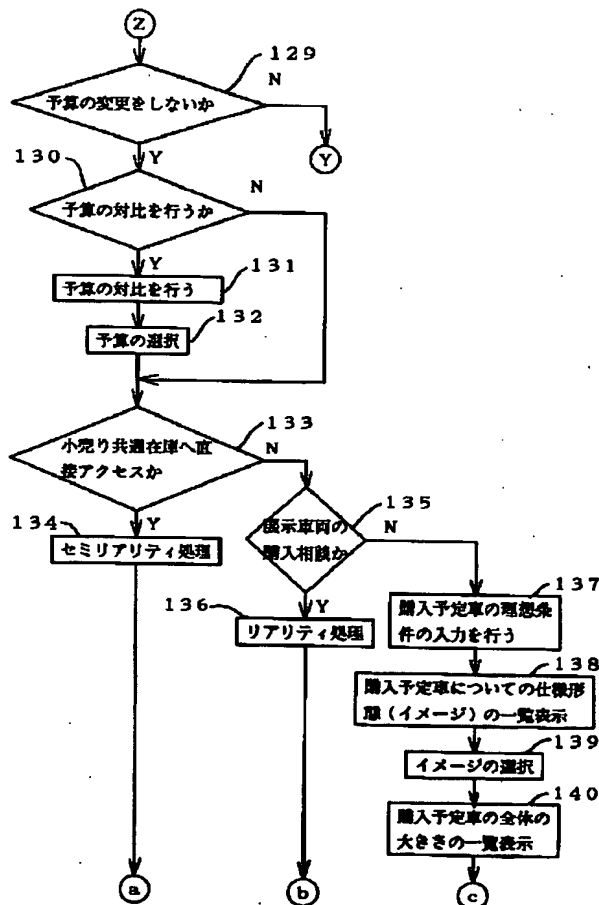 Z
129
予算の変更をしないか
N
Y
Y
130
予算の対比を行うか
N
Y
131
予算の対比を行う
132
予算の選択
133
小売り共通在庫へ直
接アクセスか
N
Y
134
セミリアリティ処理
135
展示車両の
購入相談か
N
Y
136
リアリティ処理
137
購入予定車の理想条
件の入力を行う
138
購入予定車についての仕様形
態(イメージ)の一覧表示
139
イメージの選択
140
購入予定車の全体の
大きさの一覧表示
a
b
c